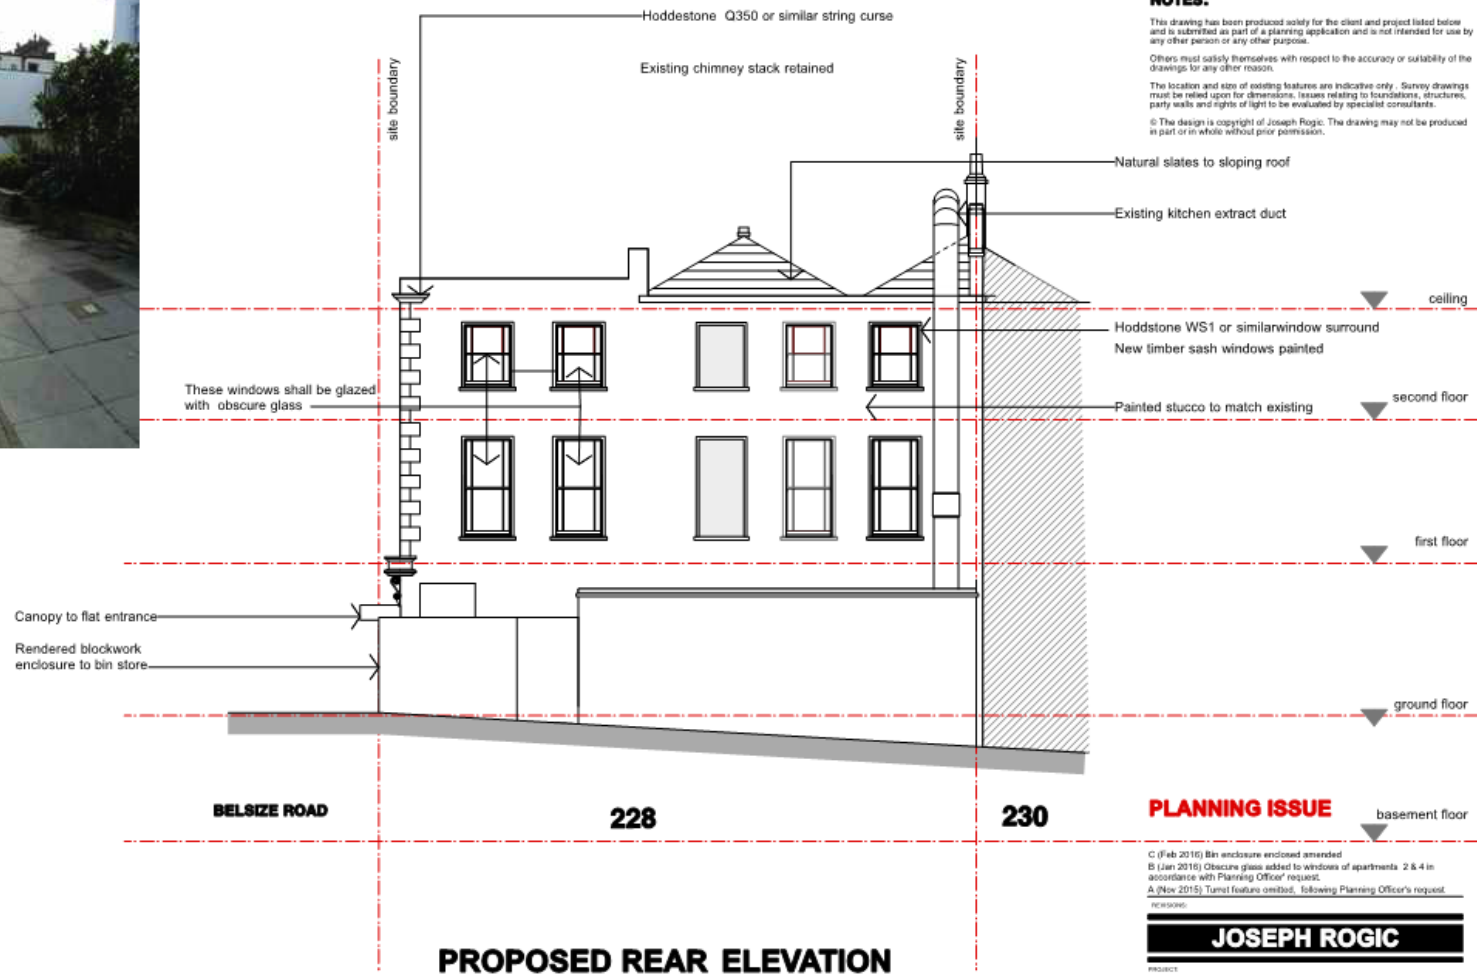 NOTES:
This drawing has been produced solely for the client and project listed below
and is submitted as part of a planning application and is not intended for use by
any other person or any other purpose.
Others must satisfy themselves with respect to the accuracy or suitability of the
drawings for any other reason.
The location and size of existing features are indicative only . Survey drawings
must be relied upon for dimensions. Issues relating to foundations, structures,
party walls and rights of light to be evaluated by specialist consultants.
© The design is copyright of Joseph Rogic. The drawing may not be produced
in part or in whole without prior permission.
Hoddestone Q350 or similar string curse
Existing chimney stack retained
site boundary
site boundary
Natural slates to sloping roof
Existing kitchen extract duct
ceiling
Hoddstone WS1 or similarwindow surround
New timber sash windows painted
These windows shall be glazed
with obscure glass
Painted stucco to match existing
second floor
first floor
Canopy to flat entrance
Rendered blockwork
enclosure to bin store
ground floor
BELSIZE ROAD
228
230
PLANNING ISSUE
basement floor
C (Feb 2016) Bin enclosure enclosed amended
B (Jan 2016) Obscure glass added to windows of apartments 2 & 4 in
accordance with Planning Officer' request.
A (Nov 2015) Turret feature omitted, following Planning Officer's request
REVISIONS:
JOSEPH ROGIC
PROJECT:
PROPOSED REAR ELEVATION